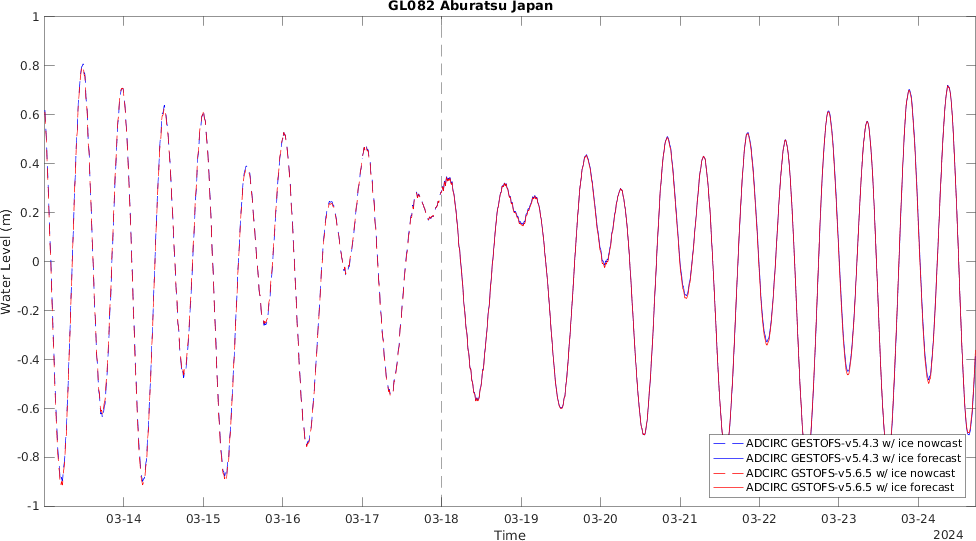 GL082 Aburatsu Japan
1
0.8
0.6
0.4
0.2
0
-0.2
-0.4
-0.6
-0.8
-1
Water Level (m)
ADCIRC GESTOFS-v5.4.3 w/ ice nowcast
ADCIRC GESTOFS-v5.4.3 w/ ice forecast
ADCIRC GSTOFS-v5.6.5 w/ ice nowcast
ADCIRC GSTOFS-v5.6.5 w/ ice forecast
03-14 03-15 03-16 03-17 03-18 03-19 03-20 03-21 03-22 03-23 03-24
Time
2024